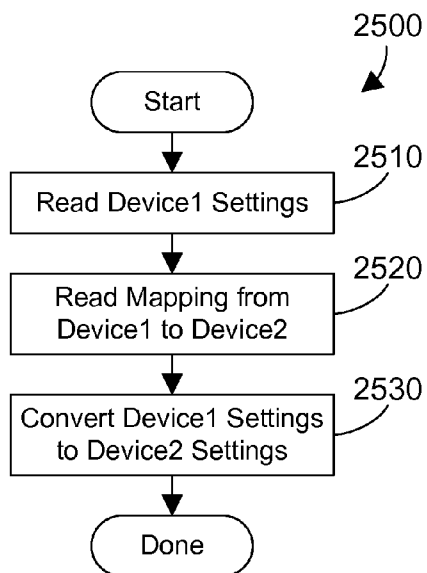 2500
Start
2510
Read Device1 Settings
2520
Read Mapping from
Device1 to Device2
2530
Convert Device1 Settings
to Device2 Settings
Done